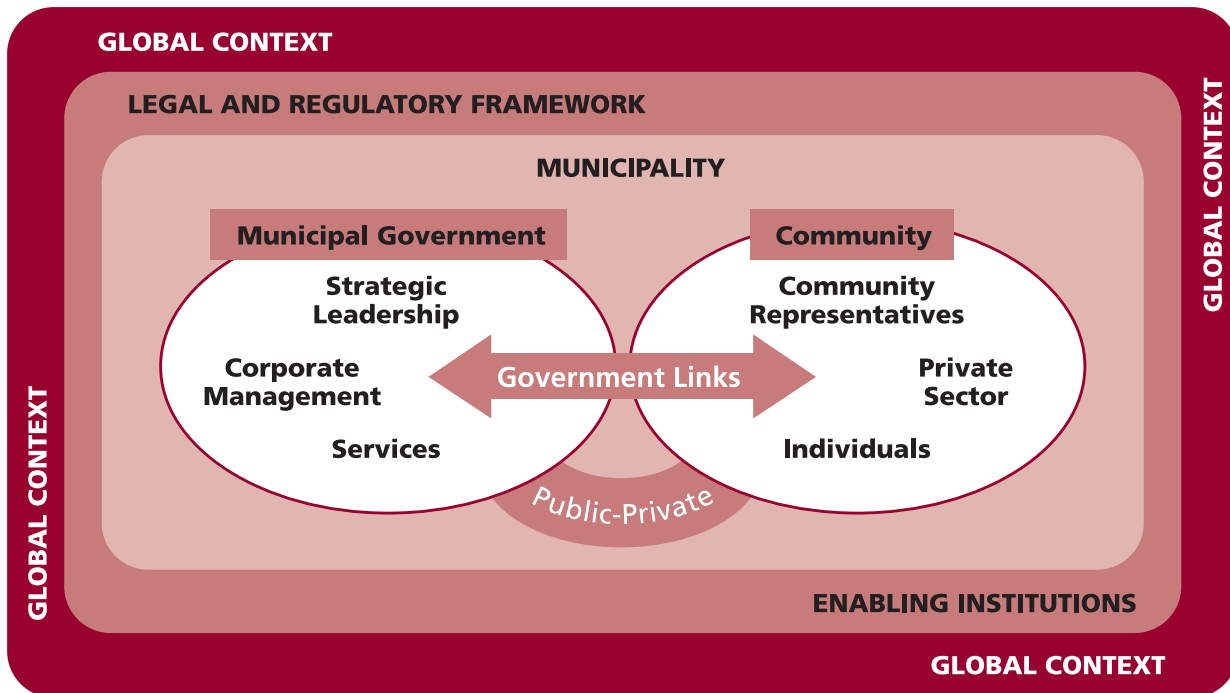 GLOBAL CONTEXT
LEGAL AND REGULATORY FRAMEWORK
MUNICIPALITY
Municipal Government
Community
Strategic
Leadership
Community
Representatives
Corporate
Management
Government Links
Private
Sector
Services
Individuals
Public-Private
GLOBAL CONTEXT
GLOBAL CONTEXT
ENABLING INSTITUTIONS
GLOBAL CONTEXT